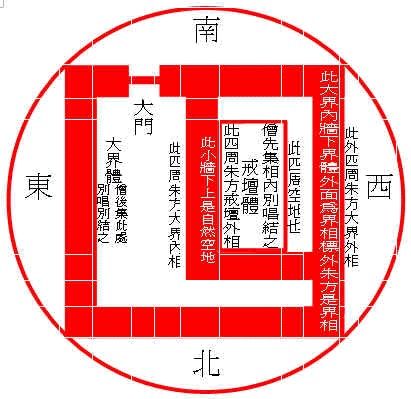 南
西
此外四周朱方大界外相
此大界內牆下界體外面爲界相標外朱方是界相
此四周空地也
僧先集相內別唱結之
戒壇體
此四周朱方戒壇外相
此小牆下上是自然空地
此四周朱方大界內相
大門
大界體
僧後集此處
別唱別結之
東
北